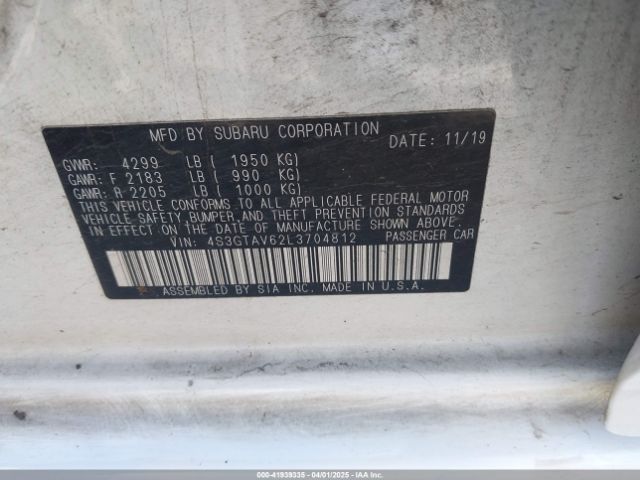 MFD BY SUBARU CORPORATION DATE: 11/19
GVWR: 4299 LB ( 1950 KG)
GAWR: F 2183 LB ( 990 KG)
GAWR: R 2205 LB ( 1000 KG)
THIS VEHICLE CONFORMS TO ALL APPLICABLE FEDERAL MOTOR
VEHICLE SAFETY, BUMPER, AND THEFT PREVENTION STANDARDS
IN EFFECT ON THE DATE OF MANUFACTURE SHOWN ABOVE.
VIN: 4S3GTAV62L3704812 PASSENGER CAR
ASSEMBLED BY SIA INC. MADE IN U.S.A.
000-41939335 - 04/01/2025 - IAA Inc.